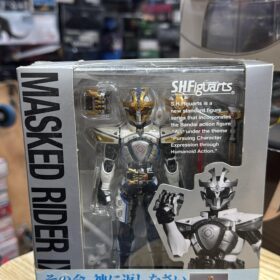 MASKED RIDER I
S.H.Figuarts
S.H.Figuarts is a
new standard figure
series that incorporates
the Bandai action figure
"AG" under the theme
"Pursuing Character
Expression through
Humanoid Action."
その命、神に返しなさい